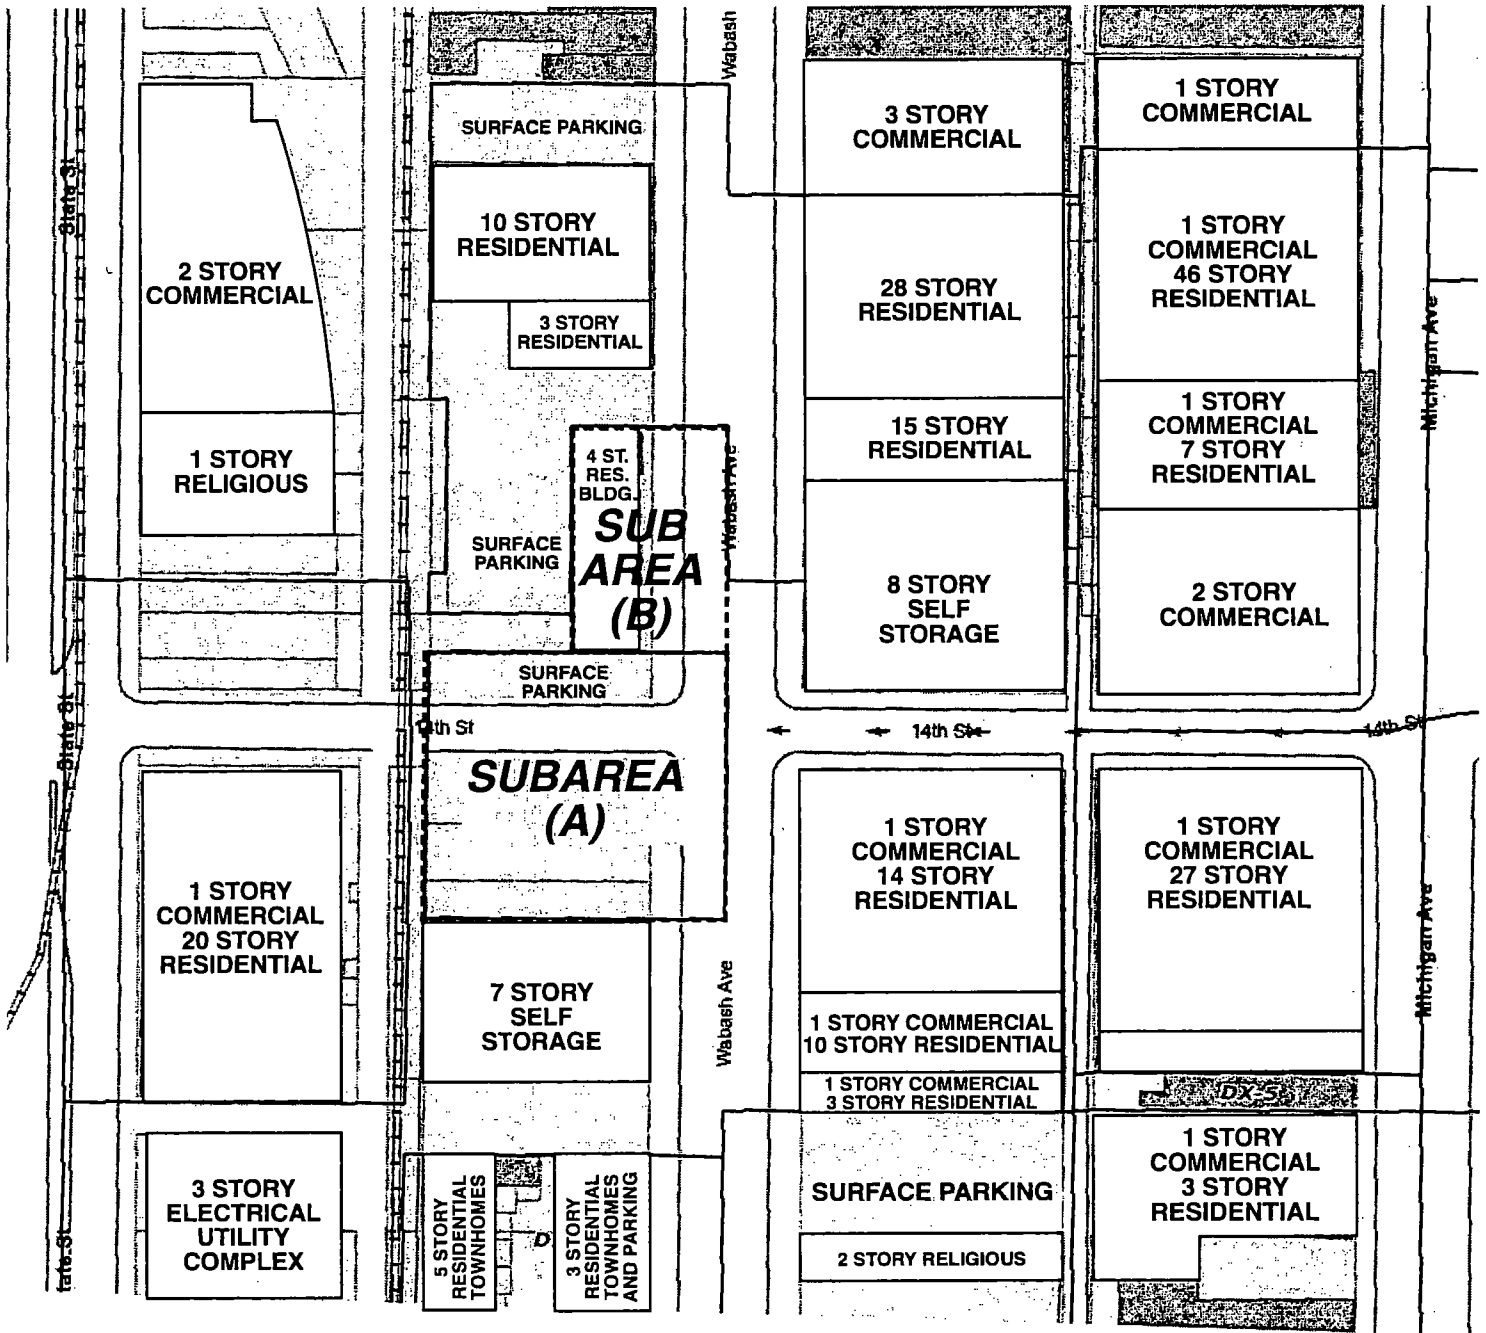 Wabash
State St
SURFACE PARKING
10 STORY
RESIDENTIAL
3 STORY
RESIDENTIAL
2 STORY
COMMERCIAL
1 STORY
RELIGIOUS
4 ST.
RES.
BLDG.
SUB
AREA
(B)
SURFACE
PARKING
Wabash Ave
3 STORY
COMMERCIAL
28 STORY
RESIDENTIAL
15 STORY
RESIDENTIAL
8 STORY
SELF
STORAGE
1 STORY
COMMERCIAL
1 STORY
COMMERCIAL
46 STORY
RESIDENTIAL
1 STORY
COMMERCIAL
7 STORY
RESIDENTIAL
2 STORY
COMMERCIAL
Michigan Ave
SURFACE
PARKING
State St
14th St
14th St
14th St
SUBAREA
(A)
1 STORY
COMMERCIAL
20 STORY
RESIDENTIAL
7 STORY
SELF
STORAGE
Wabash Ave
1 STORY
COMMERCIAL
14 STORY
RESIDENTIAL
1 STORY COMMERCIAL
10 STORY RESIDENTIAL
1 STORY COMMERCIAL
3 STORY RESIDENTIAL
1 STORY
COMMERCIAL
27 STORY
RESIDENTIAL
Michigan Ave
DX-5
3 STORY
ELECTRICAL
UTILITY
COMPLEX
tate St
5 STORY
RESIDENTIAL
TOWNHOMES
D
3 STORY
RESIDENTIAL
TOWNHOMES
AND PARKING
SURFACE PARKING
2 STORY RELIGIOUS
1 STORY
COMMERCIAL
3 STORY
RESIDENTIAL